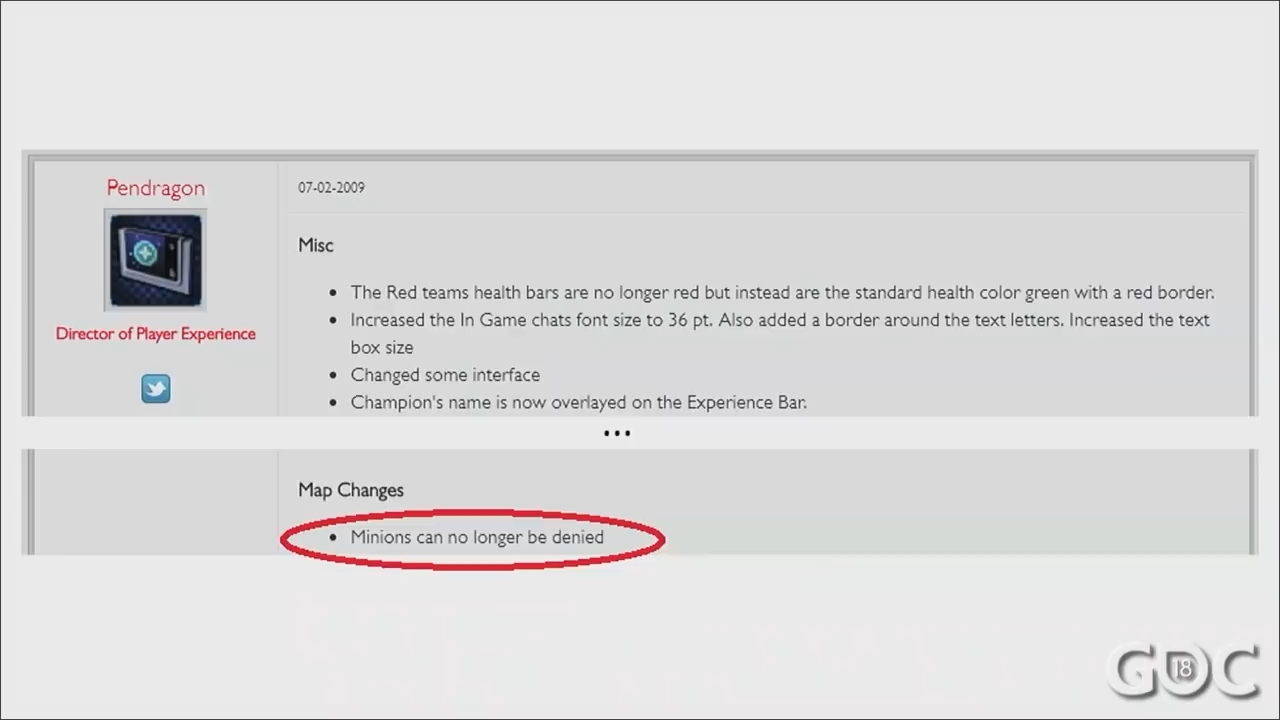 Pendragon
07-02-2009
Misc
• The Red teams health bars are no longer red but instead are the standard health color green with a red border.
• Increased the In Game chats font size to 36 pt. Also added a border around the text letters. Increased the text
box size
Director of Player Experience
• Changed some interface
• Champion's name is now overlayed on the Experience Bar.
...
Map Changes
• Minions can no longer be denied
GDC
18